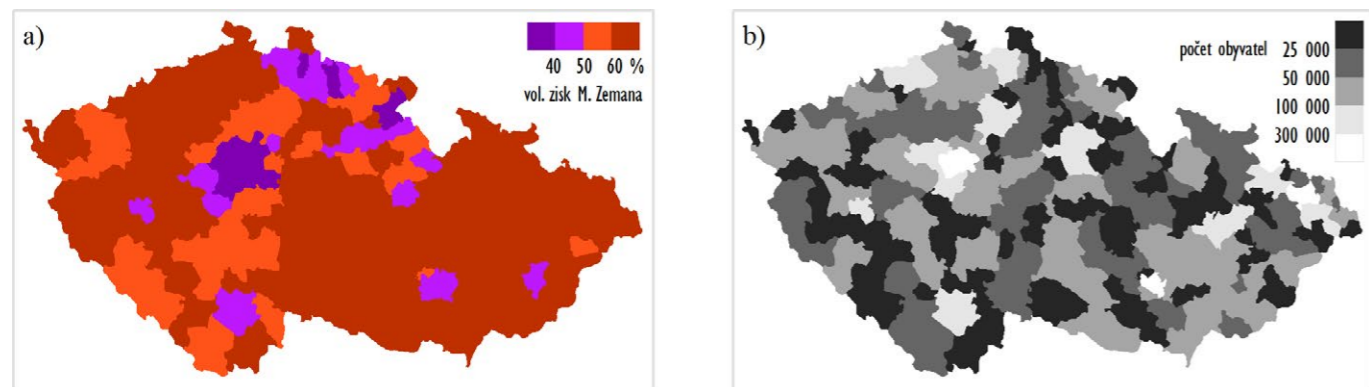 a)
40 50 60 %
vol. zisk M. Zemana
b)
počet obyvatel 25 000
50 000
100 000
300 000